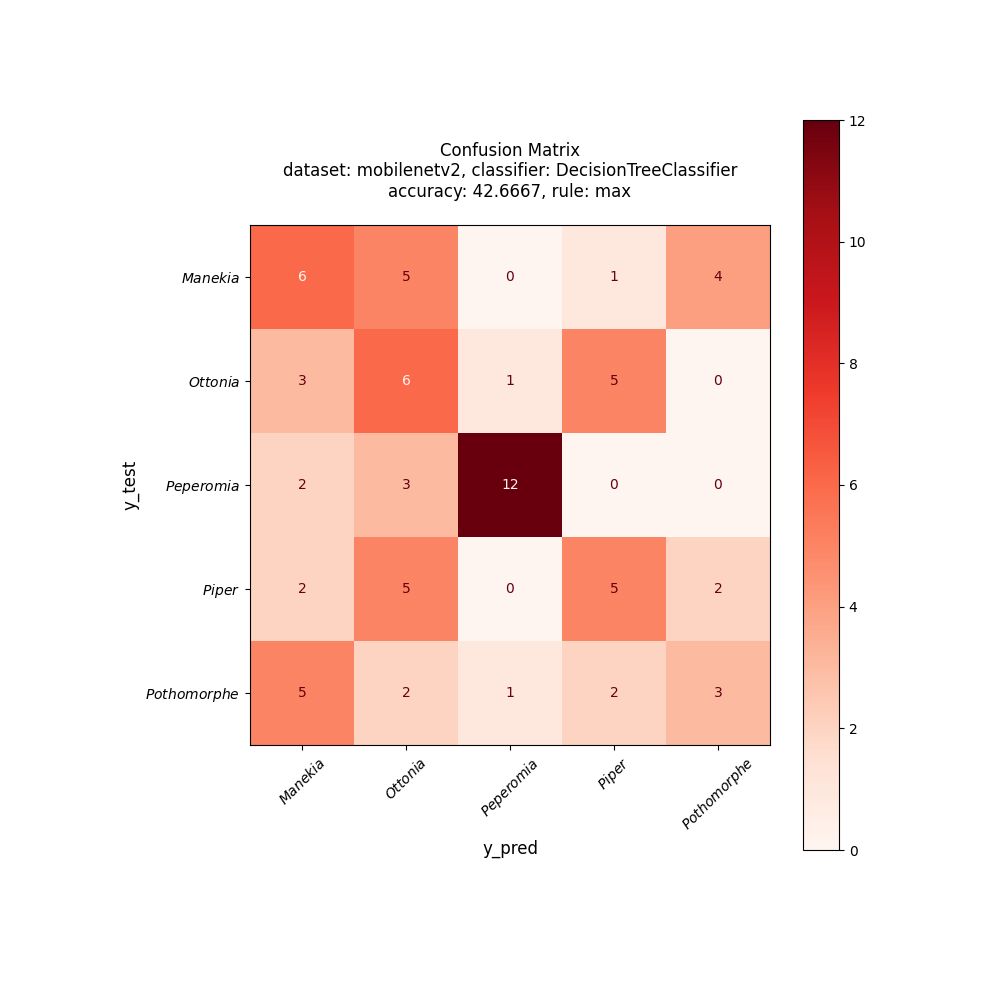 Confusion Matrix
dataset: mobilenetv2, classifier: DecisionTreeClassifier
accuracy: 42.6667, rule: max
Manekia 6 5 0 1 4
Ottonia 3 6 1 5 0
Peperomia 2 3 12 0 0
Piper 2 5 0 5 2
Pothomorphe 5 2 1 2 3
Manekia Ottonia Peperomia Piper Pothomorphe
y_pred
y_test
12
10
8
6
4
2
0